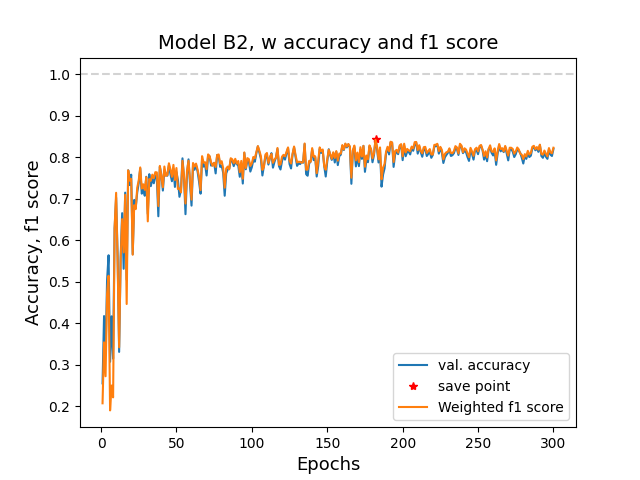 Model B2, w accuracy and f1 score
Accuracy, f1 score
1.0
0.9
0.8
0.7
0.6
0.5
0.4
0.3
0.2
val. accuracy
save point
Weighted f1 score
0 50 100 150 200 250 300
Epochs